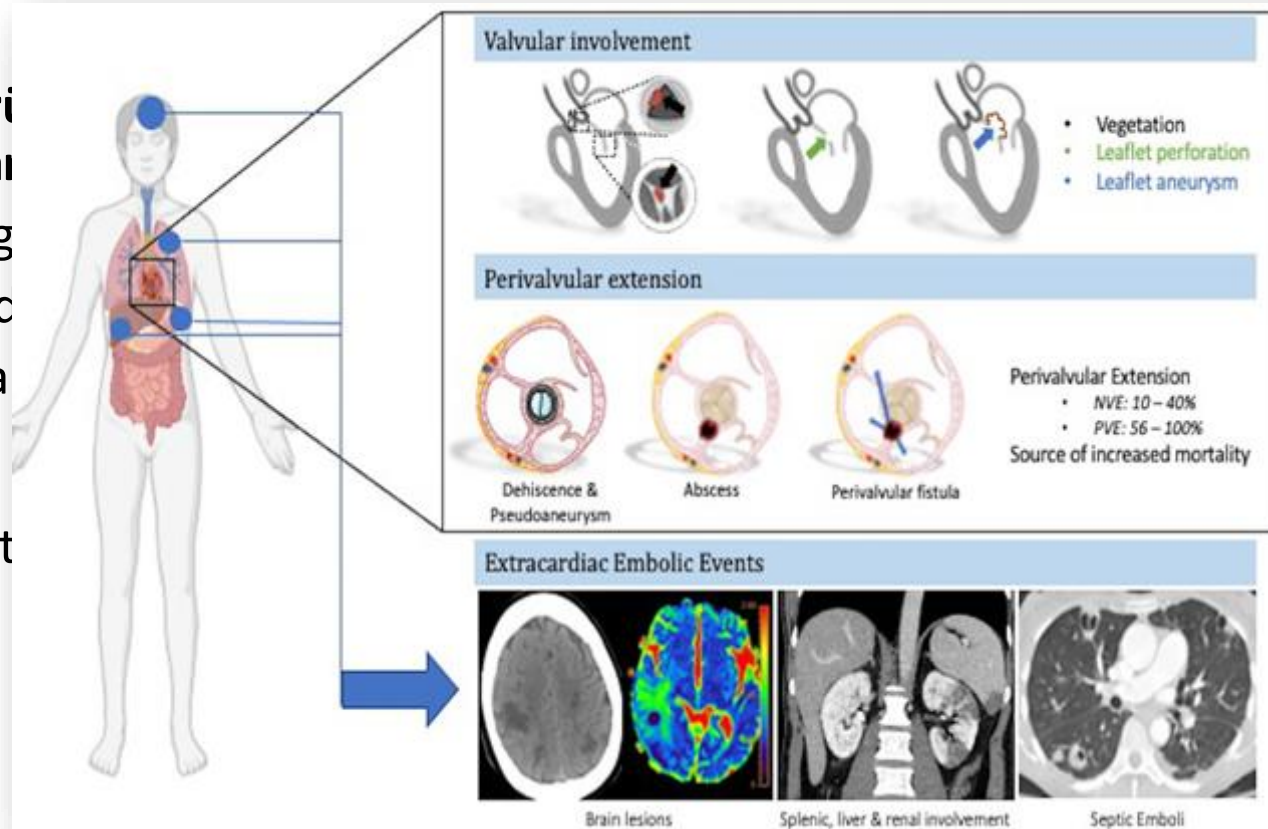 Valvular involvement
• Vegetation
• Leaflet perforation
• Leaflet aneurysm
Perivalvular extension
Perivalvular Extension
• NVE: 10 – 40%
• PVE: 56 – 100%
Source of increased mortality
Dehiscence &
Pseudoaneurysm
Abscess
Perivalvular fistula
Extracardiac Embolic Events
Brain lesions
Splenic, liver & renal involvement
Septic Emboli